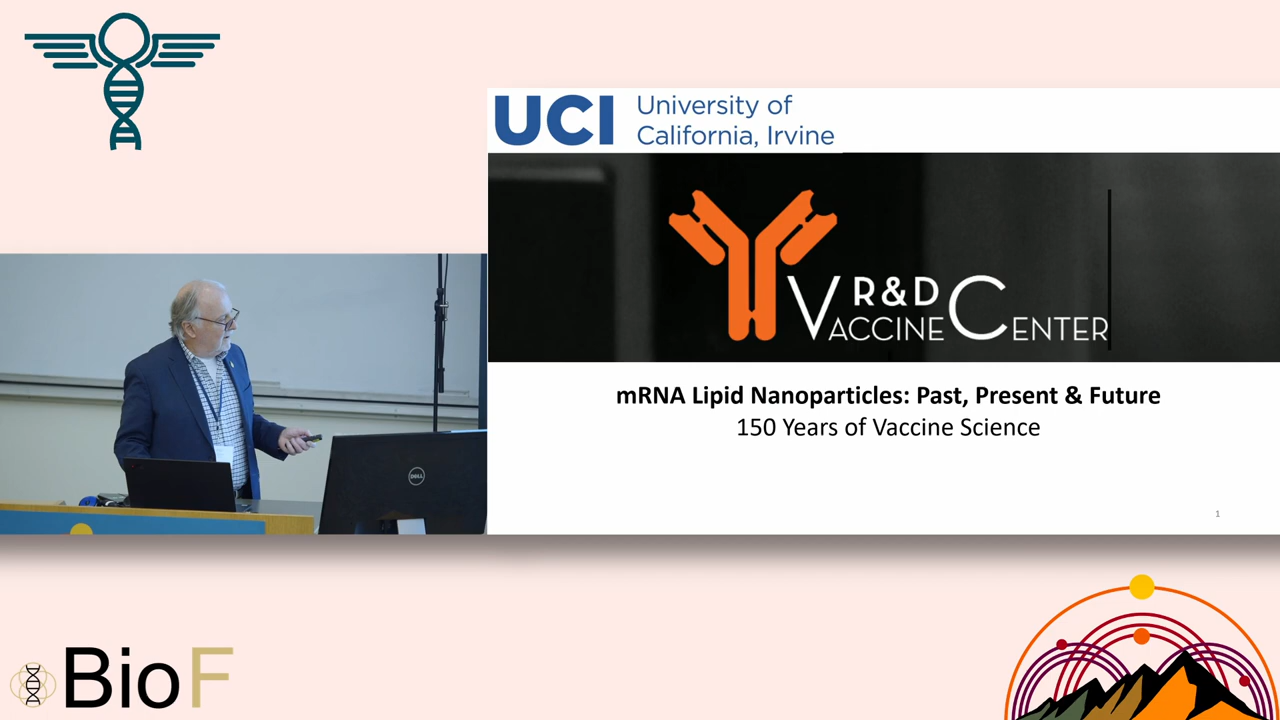 UCI
University of
California, Irvine
R&D
VACCINE CENTER
mRNA Lipid Nanoparticles: Past, Present & Future
150 Years of Vaccine Science
1
DELL
BioF